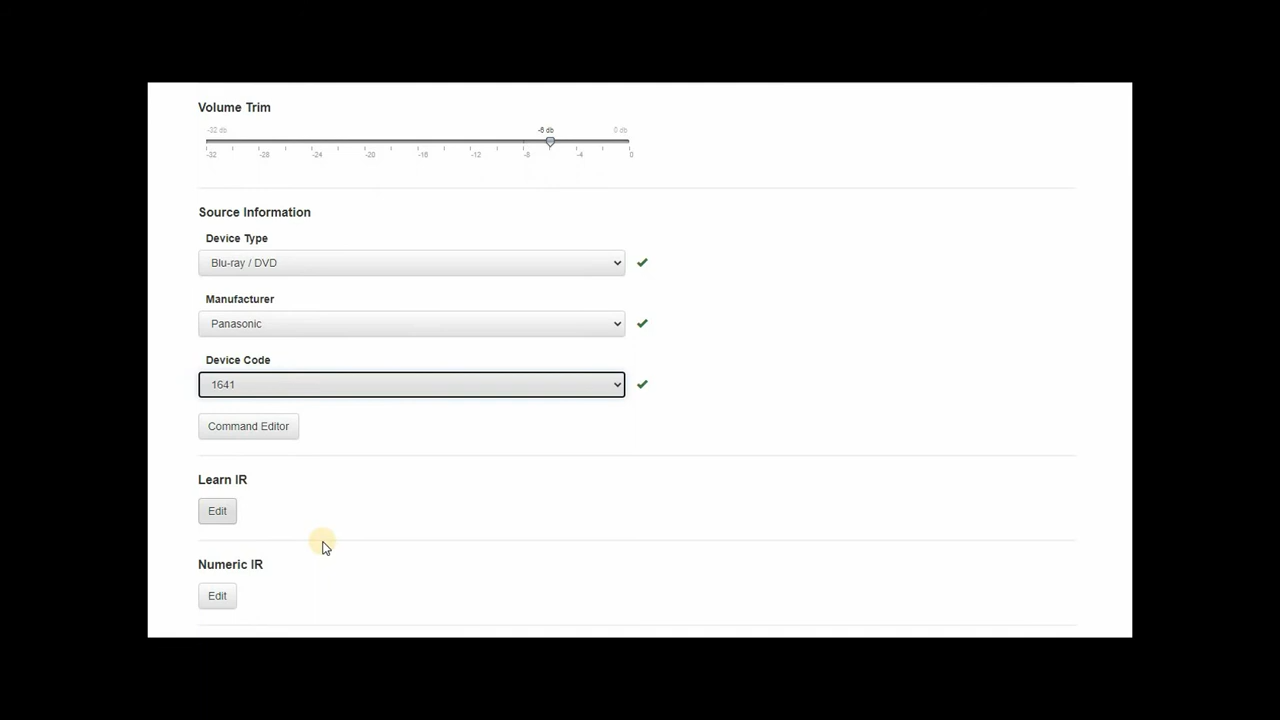 Volume Trim
-32 db -6 db 0 db
-32 -28 -24 -20 -16 -12 -8 -4 0
Source Information
Device Type
Blu-ray / DVD
Manufacturer
Panasonic
Device Code
1641
Command Editor
Learn IR
Edit
Numeric IR
Edit